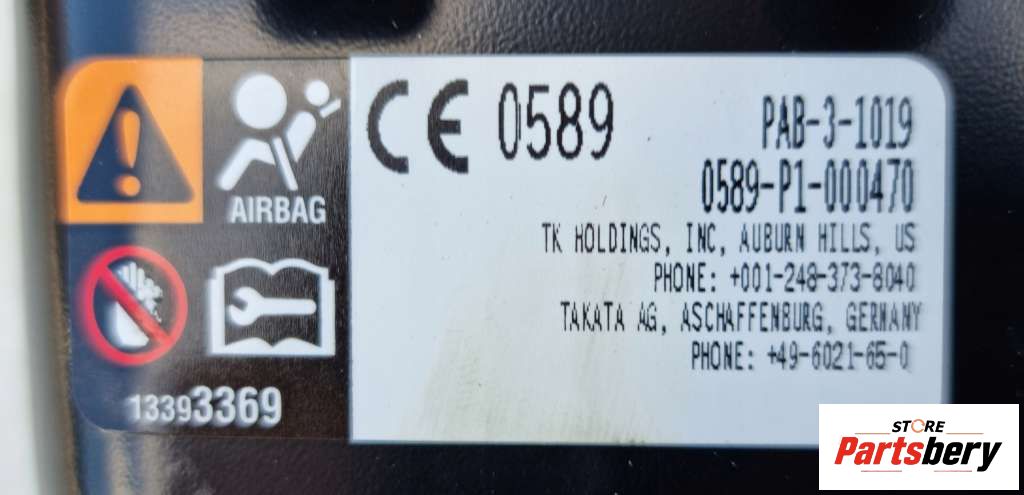 AIRBAG
13393369
CE 0589
PAB-3-1019
0589-P1-000470
TK HOLDINGS, INC, AUBURN HILLS, US
PHONE: +001-248-373-8040
TAKATA AG, ASCHAFFENBURG, GERMANY
PHONE: +49-6021-65-0
STORE
Partsbery